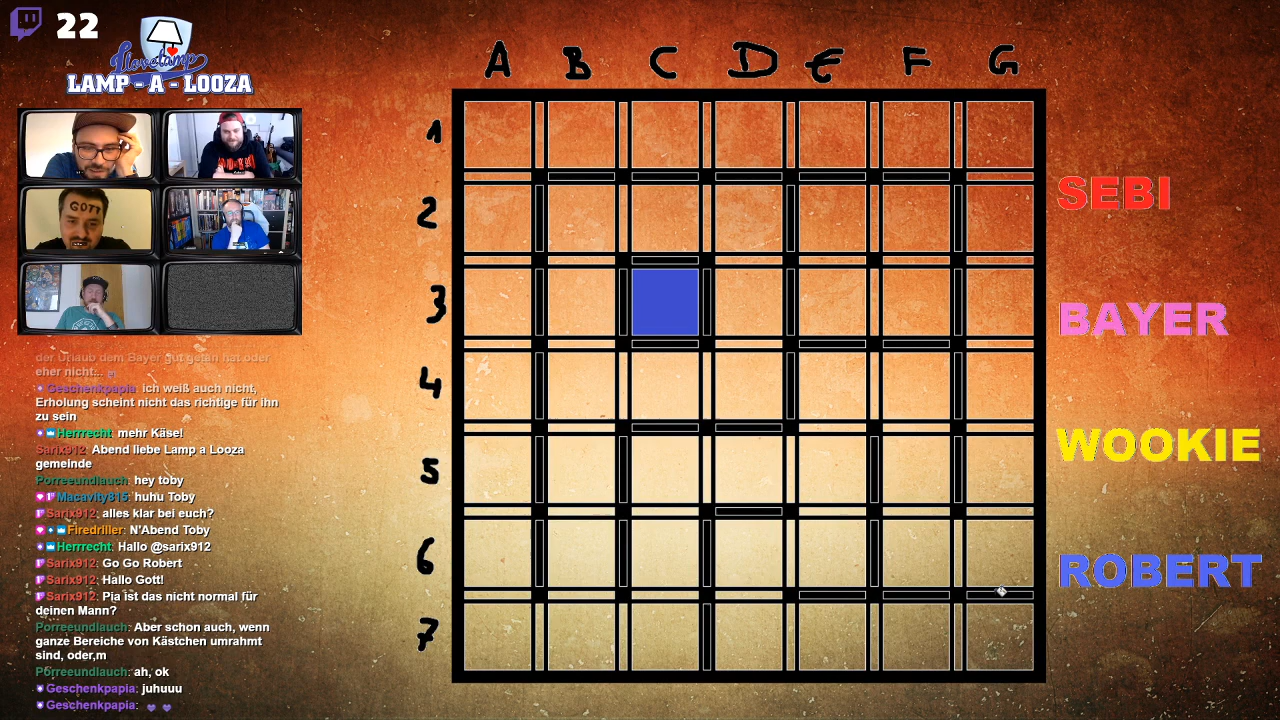 22
Ilovelamp
LAMP - A - LOOZA
A B C D E F G
1
2
3
4
5
6
7
SEBI
BAYER
WOOKIE
ROBERT
GOTT
der Urlaub dem Bayer gut getan hat oder
eher nicht...
Geschenkpapia: ich weiß auch nicht,
Erholung scheint nicht das richtige für ihn
zu sein
Herrrecht: mehr Käse!
Sarix912: Abend liebe Lamp a Looza
gemeinde
Porreeundlauch: hey toby
Macavity815: huhu Toby
Sarix912: alles klar bei euch?
Firedriller: N'Abend Toby
Herrrecht: Hallo @sarix912
Sarix912: Go Go Robert
Sarix912: Hallo Gott!
Sarix912: Pia ist das nicht normal für
deinen Mann?
Porreeundlauch: Aber schon auch, wenn
ganze Bereiche von Kästchen umrahmt
sind, oder,m
Porreeundlauch: ah, ok
Geschenkpapia: juhuuu
Geschenkpapia: